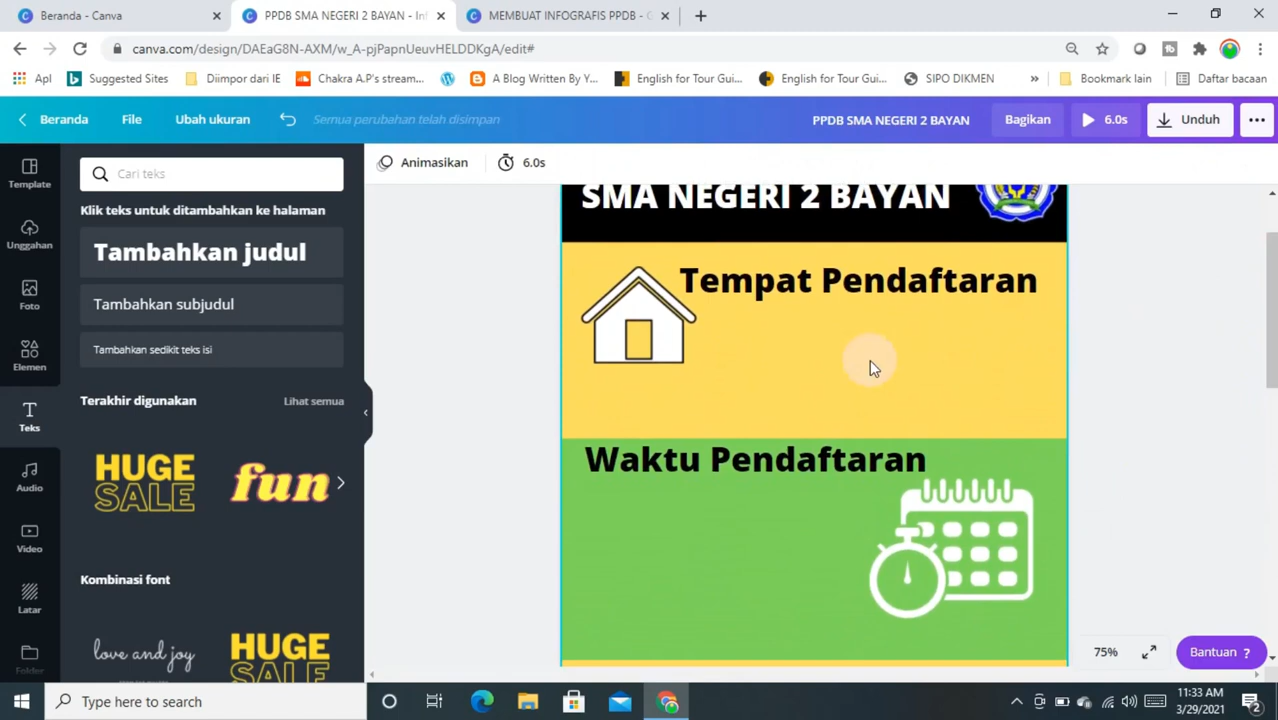 Beranda - Canva
PPDB SMA NEGERI 2 BAYAN - Inf
MEMBUAT INFOGRAFIS PPDB - G
canva.com/design/DAEaG8N-AXM/w_A-pjPapnUeuvHELDDKgA/edit#
Apl
Suggested Sites
Diimpor dari IE
Chakra A.P's stream...
A Blog Written By Y...
English for Tour Gui...
English for Tour Gui...
SIPO DIKMEN
»
Bookmark lain
Daftar bacaan
Beranda
File
Ubah ukuran
Semua perubahan telah disimpan
PPDB SMA NEGERI 2 BAYAN
Bagikan
6.0s
Unduh
Animasikan
6.0s
Template
Unggahan
Foto
Elemen
Teks
Audio
Video
Latar
Folder
Cari teks
Klik teks untuk ditambahkan ke halaman
Tambahkan judul
Tambahkan subjudul
Tambahkan sedikit teks isi
Terakhir digunakan
Lihat semua
HUGE
SALE
fun
Kombinasi font
love and joy
HUGE
SALE
SMA NEGERI 2 BAYAN
Tempat Pendaftaran
Waktu Pendaftaran
75%
Bantuan ?
Type here to search
11:33 AM
3/29/2021
2